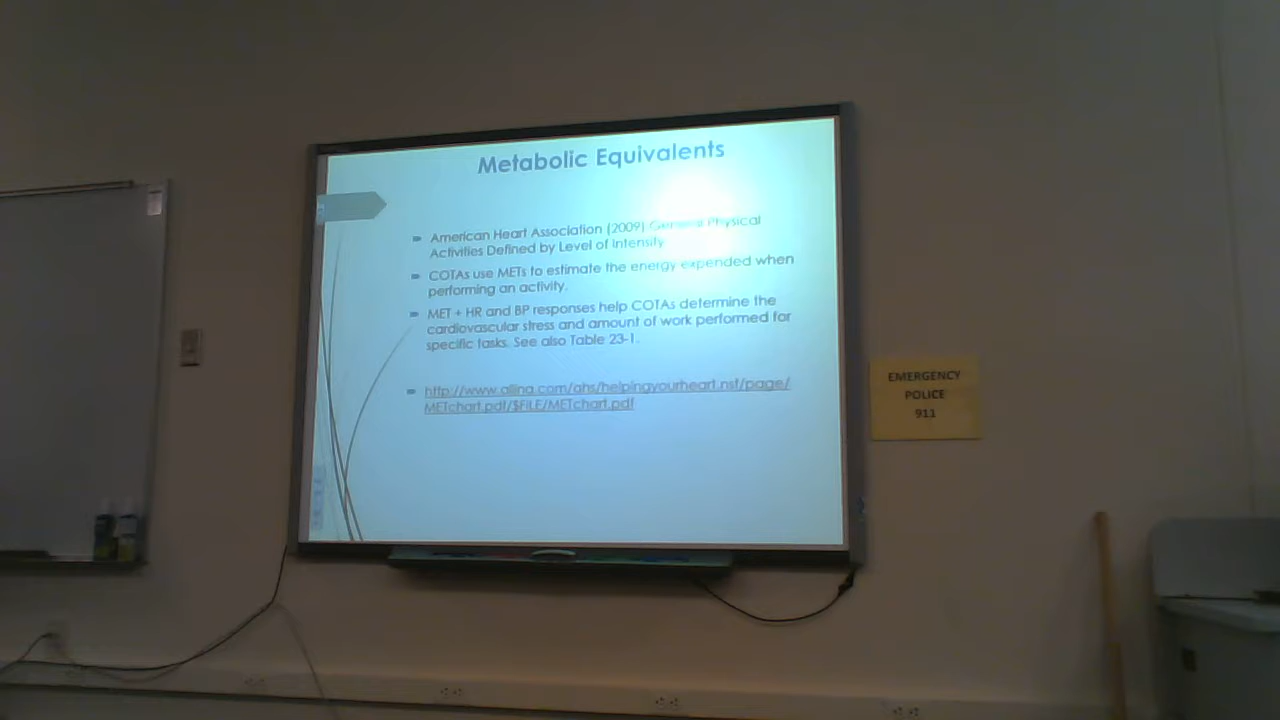 Metabolic Equivalents
American Heart Association (2009) General Physical
Activities Defined by Level of Intensity
COTAs use METs to estimate the energy expended when
performing an activity.
MET + HR and BP responses help COTAs determine the
cardiovascular stress and amount of work performed for
specific tasks. See also Table 23-1.
http://www.allina.com/ahs/helpingyourheart.nsf/page/
METchart.pdf/$FILE/METchart.pdf
EMERGENCY
POLICE
911